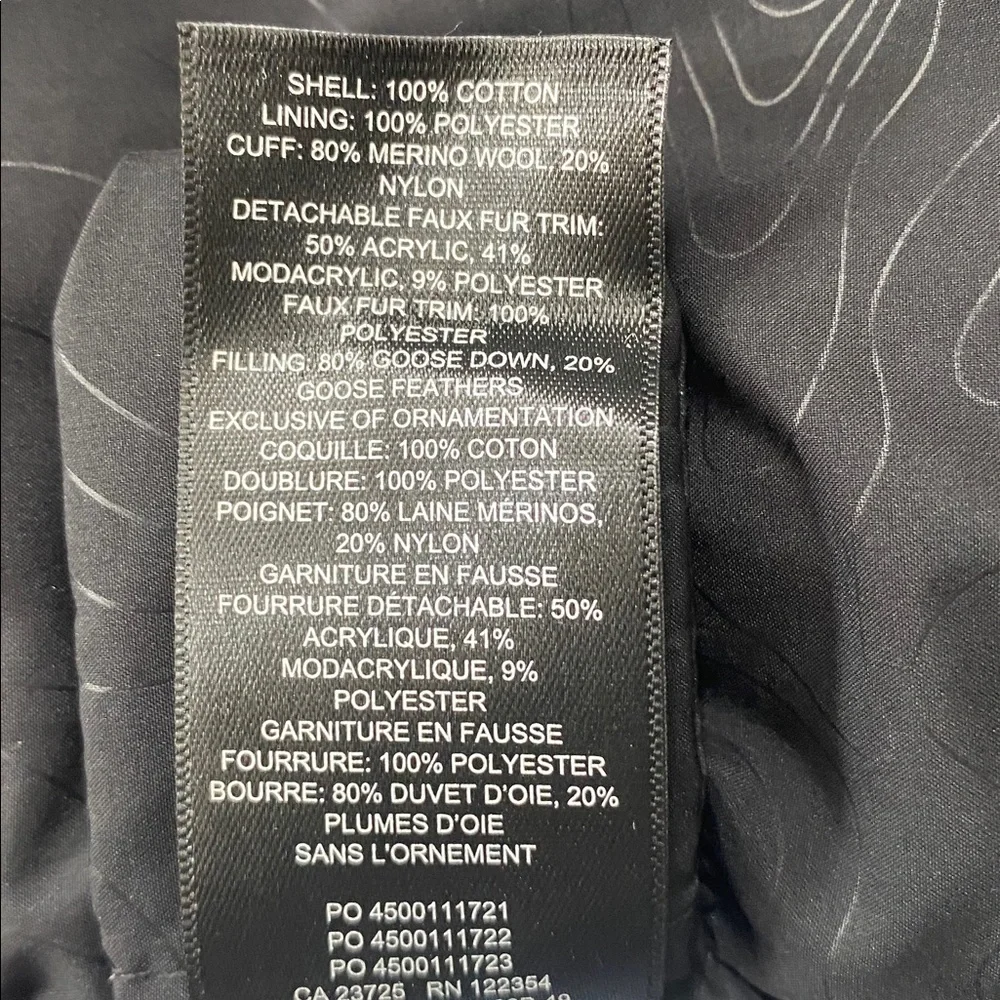 SHELL: 100% COTTON
LINING: 100% POLYESTER
CUFF: 80% MERINO WOOL, 20%
NYLON
DETACHABLE FAUX FUR TRIM:
50% ACRYLIC, 41%
MODACRYLIC, 9% POLYESTER
FAUX FUR TRIM: 100%
POLYESTER
FILLING: 80% GOOSE DOWN, 20%
GOOSE FEATHERS
EXCLUSIVE OF ORNAMENTATION
COQUILLE: 100% COTON
DOUBLURE: 100% POLYESTER
POIGNET: 80% LAINE MÉRINOS,
20% NYLON
GARNITURE EN FAUSSE
FOURRURE DÉTACHABLE: 50%
ACRYLIQUE, 41%
MODACRYLIQUE, 9%
POLYESTER
GARNITURE EN FAUSSE
FOURRURE: 100% POLYESTER
BOURRE: 80% DUVET D'OIE, 20%
PLUMES D'OIE
SANS L'ORNEMENT
PO 4500111721
PO 4500111722
PO 4500111723
CA 23725 RN 122354